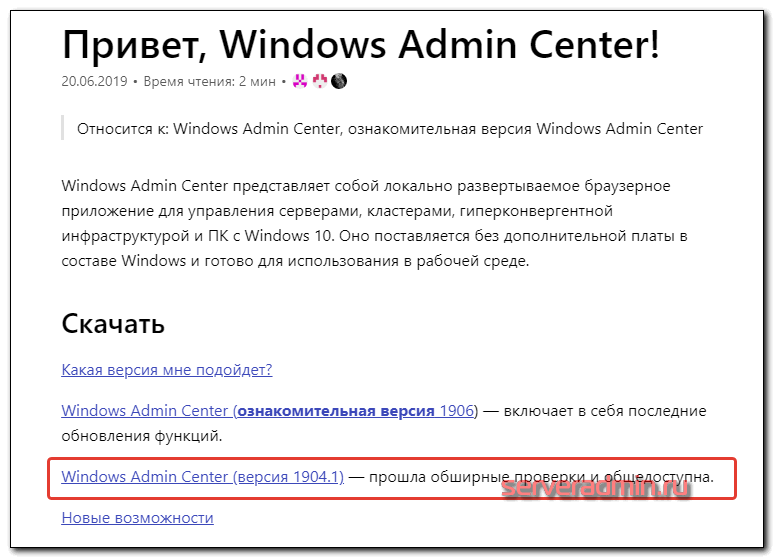 Привет, Windows Admin Center!
20.06.2019 • Время чтения: 2 мин •
Относится к: Windows Admin Center, ознакомительная версия Windows Admin Center
Windows Admin Center представляет собой локально развертываемое браузерное
приложение для управления серверами, кластерами, гиперконвергентной
инфраструктурой и ПК с Windows 10. Оно поставляется без дополнительной платы в
составе Windows и готово для использования в рабочей среде.
Скачать
Какая версия мне подойдет?
Windows Admin Center (ознакомительная версия 1906) — включает в себя последние
обновления функций.
Windows Admin Center (версия 1904.1) — прошла обширные проверки и общедоступна.
serveradmin.ru
Новые возможности